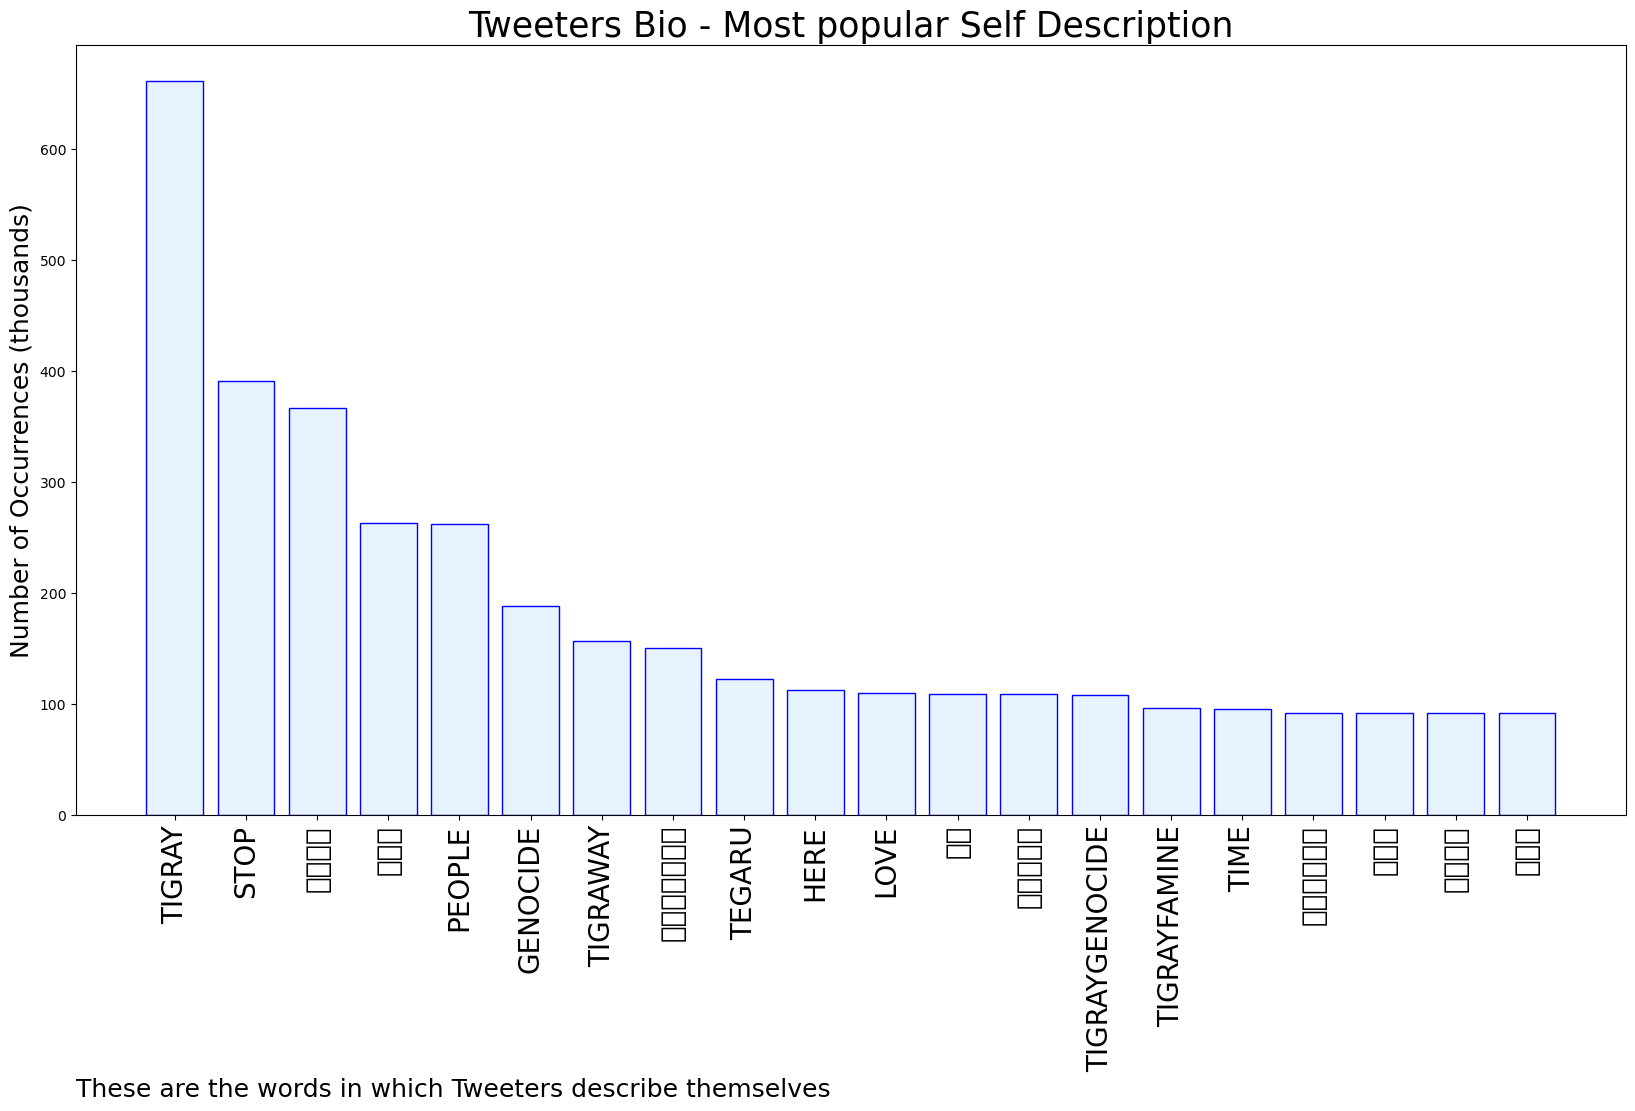 Tweeters Bio - Most popular Self Description
Number of Occurrences (thousands)
600
500
400
300
200
100
0
TIGRAY
STOP
PEOPLE
GENOCIDE
TIGRAWAY
TEGARU
HERE
LOVE
TIGRAYGENOCIDE
TIGRAYFAMINE
TIME
These are the words in which Tweeters describe themselves